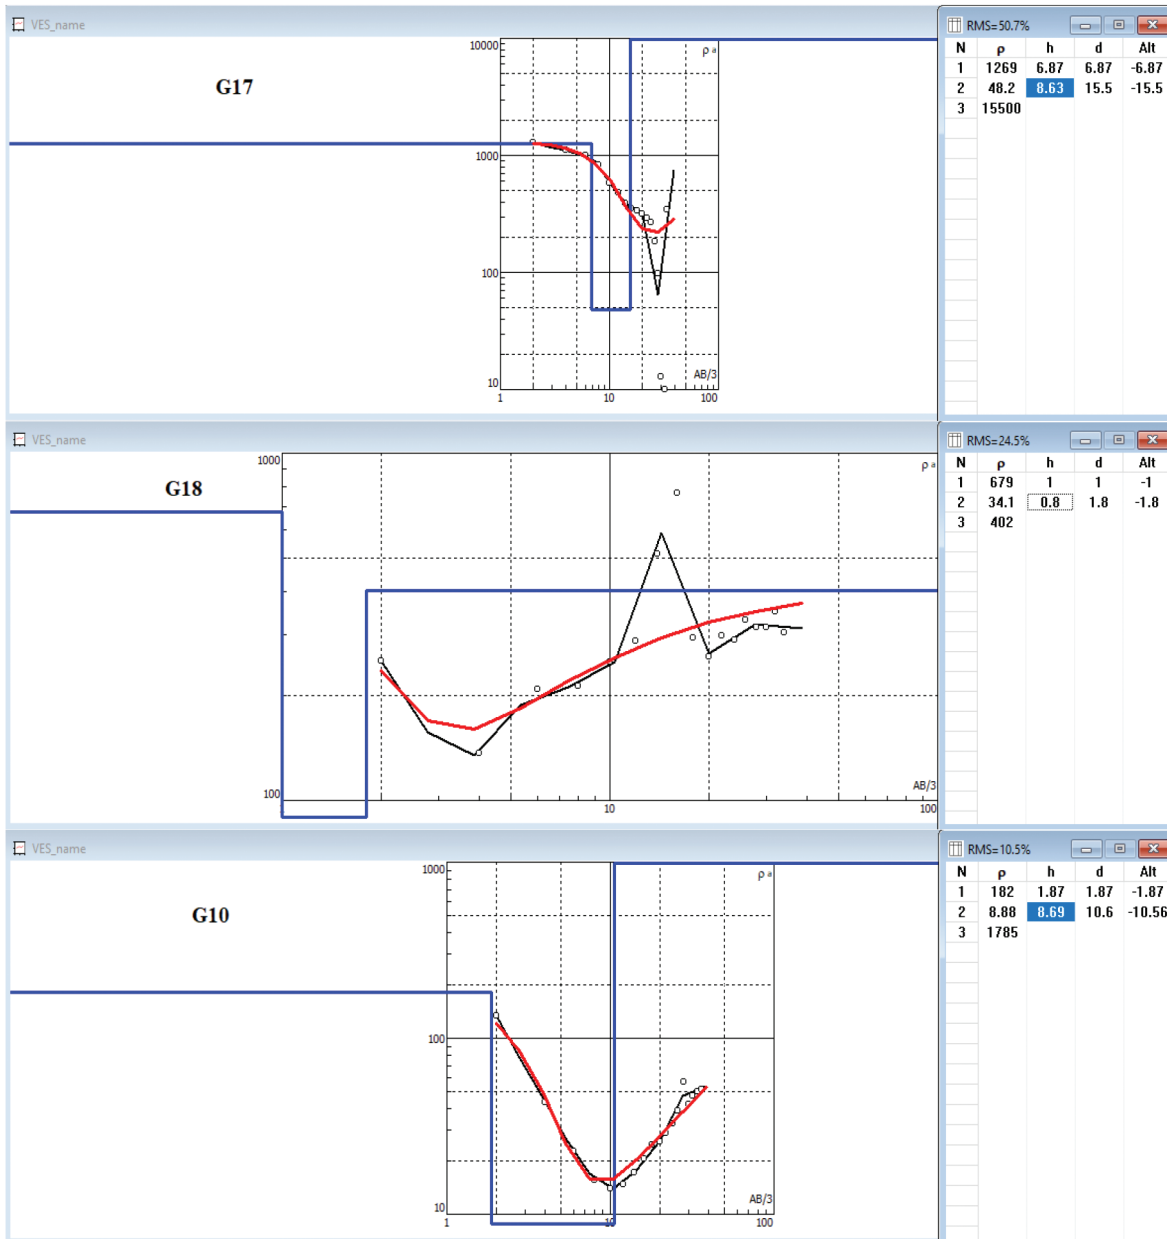 VES_name
RMS=50.7%
G17
10000
1000
100
10
1
10
100
ρ a
AB/3
N ρ h d Alt
1 1269 6.87 6.87 -6.87
2 48.2 8.63 15.5 -15.5
3 15500
VES_name
RMS=24.5%
G18
1000
100
10
100
ρ a
AB/3
N ρ h d Alt
1 679 1 1 -1
2 34.1 0.8 1.8 -1.8
3 402
VES_name
RMS=10.5%
G10
1000
100
10
1
10
100
ρ a
AB/3
N ρ h d Alt
1 182 1.87 1.87 -1.87
2 8.88 8.69 10.6 -10.56
3 1785